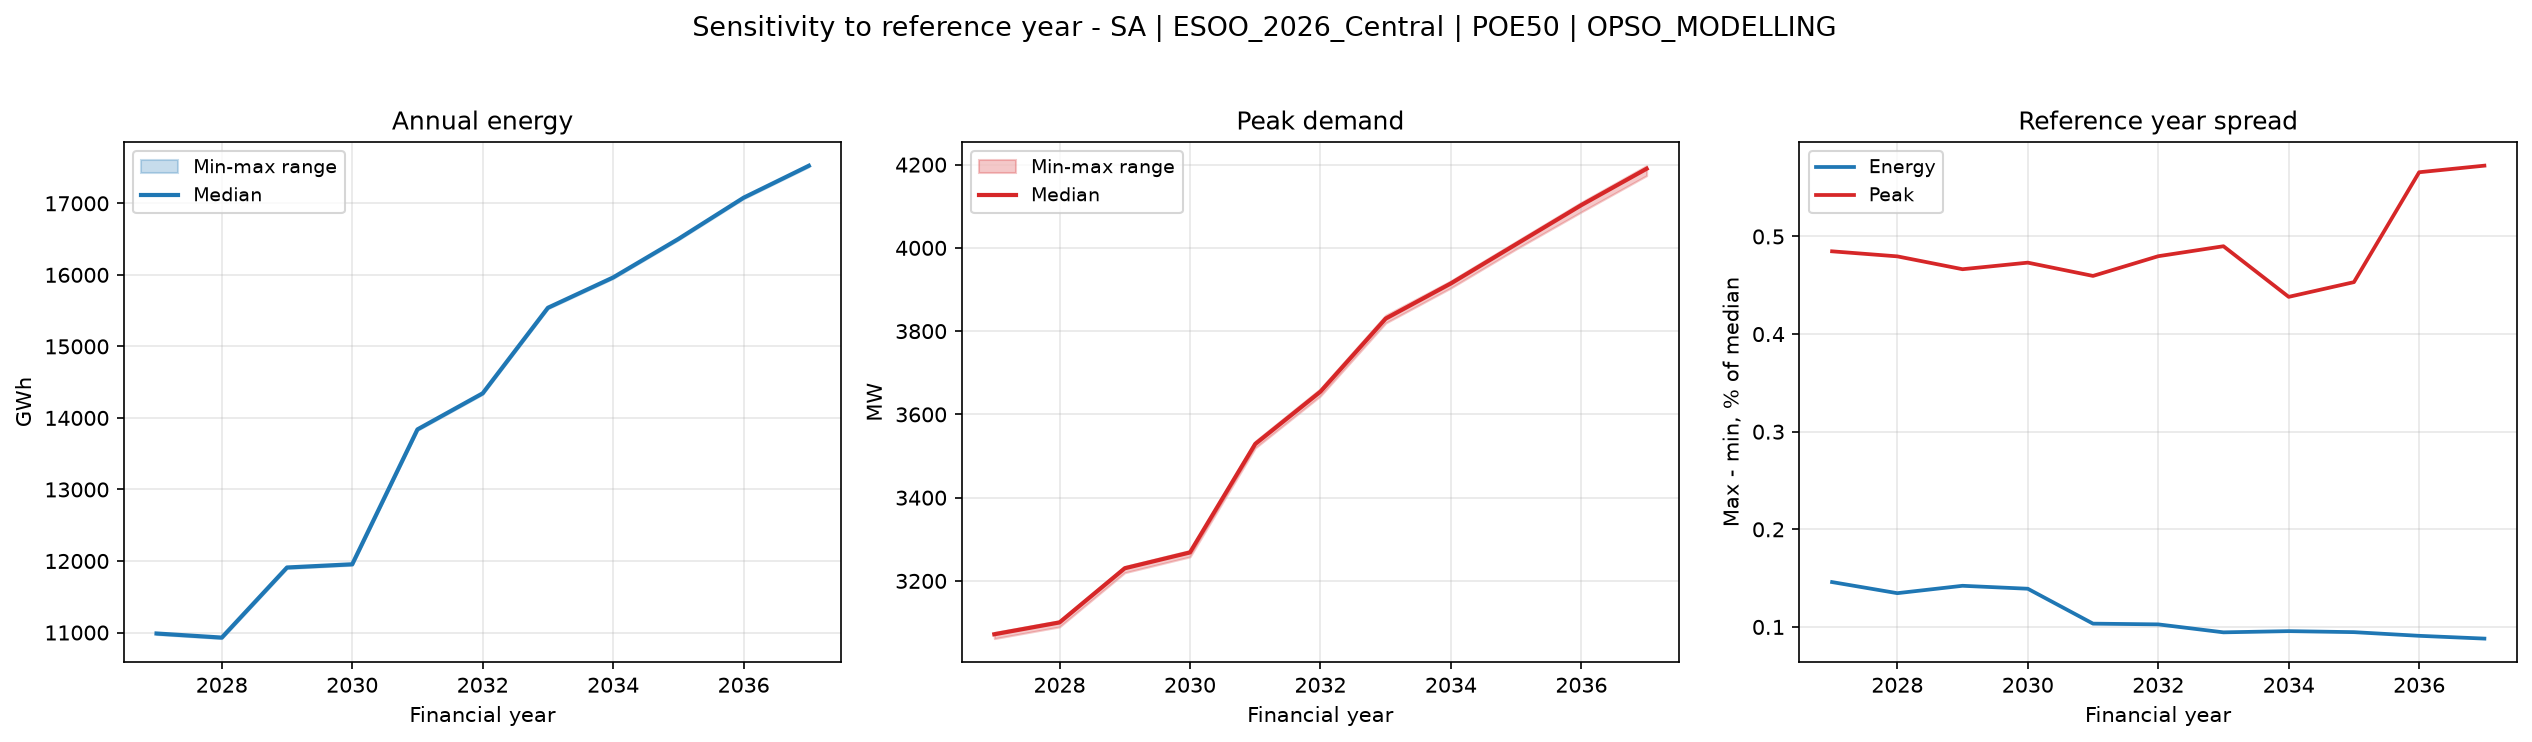 Sensitivity to reference year - SA | ESOO_2026_Central | POE50 | OPSO_MODELLING
Annual energy
Min-max range
Median
GWh
17000
16000
15000
14000
13000
12000
11000
2028 2030 2032 2034 2036
Financial year
Peak demand
Min-max range
Median
MW
4200
4000
3800
3600
3400
3200
2028 2030 2032 2034 2036
Financial year
Reference year spread
Energy
Peak
Max - min, % of median
0.5
0.4
0.3
0.2
0.1
2028 2030 2032 2034 2036
Financial year